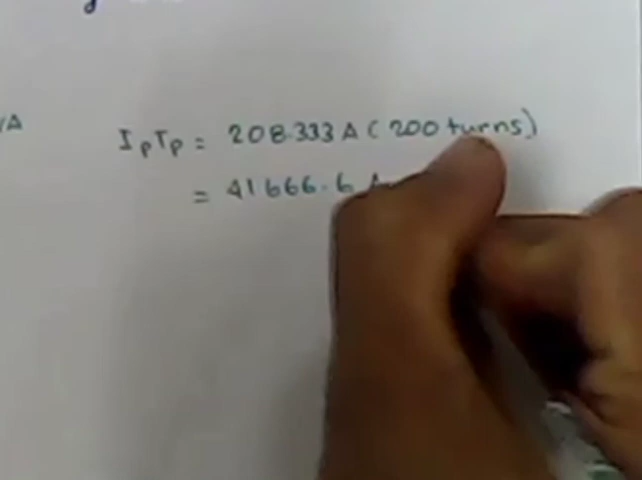 IpTp = 208.333 A ( 200 turns )
= 41666.6 A